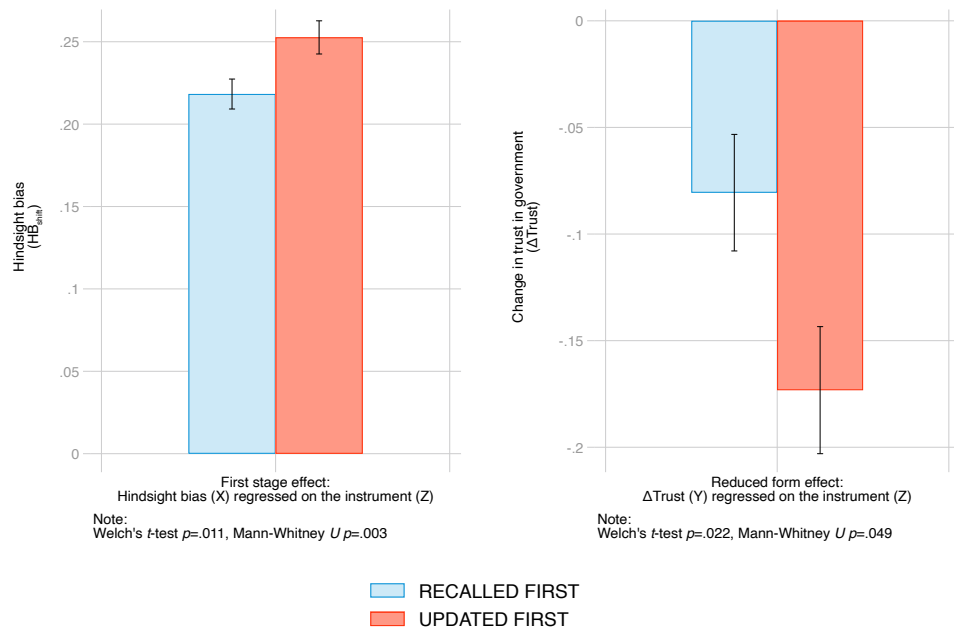 Hindsight bias
(HBshift)
.25
.20
.15
.1
.05
0
First stage effect:
Hindsight bias (X) regressed on the instrument (Z)
Note:
Welch's t-test p=.011, Mann-Whitney U p=.003
Change in trust in government
(ΔTrust)
-0
-.05
-.1
-.15
-.2
Reduced form effect:
ΔTrust (Y) regressed on the instrument (Z)
Note:
Welch's t-test p=.022, Mann-Whitney U p=.049
RECALLED FIRST
UPDATED FIRST